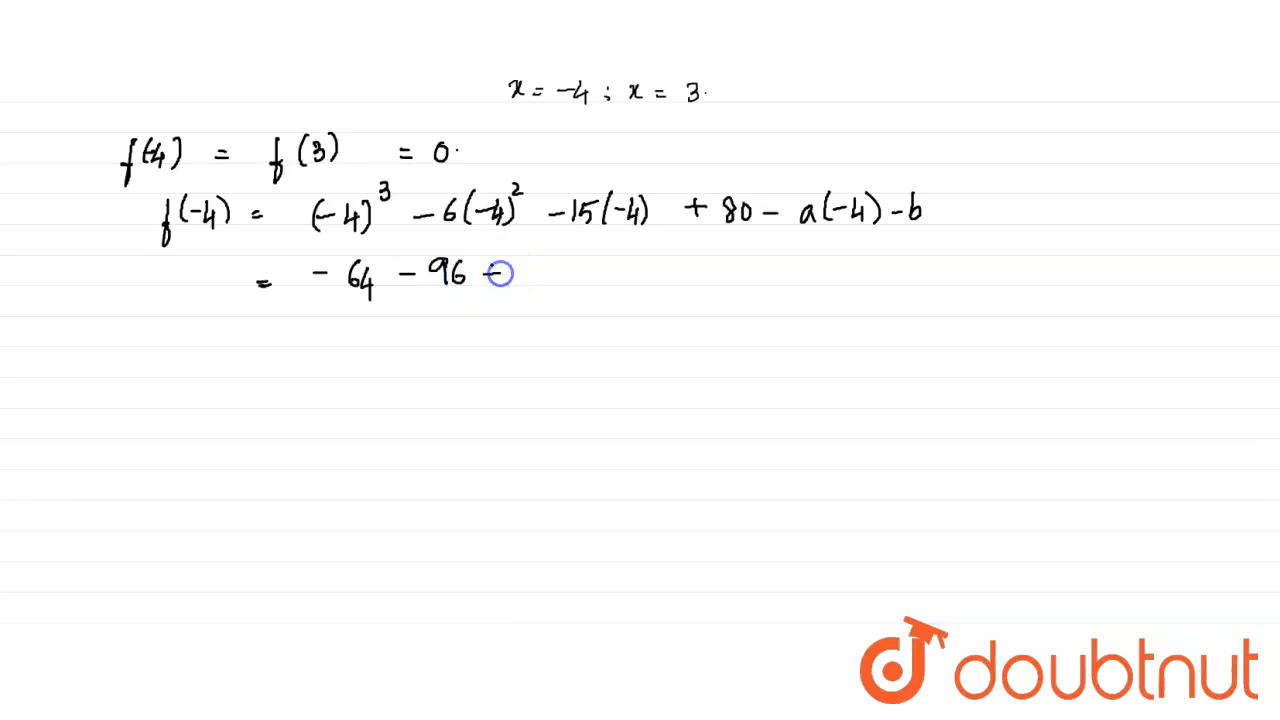 x = -4 ; x = 3.
f(-4) = f(3) = 0.
f(-4) = (-4)³ - 6(-4)² - 15(-4) + 80 - a(-4) - b
= - 64 - 96 -
doubtnut